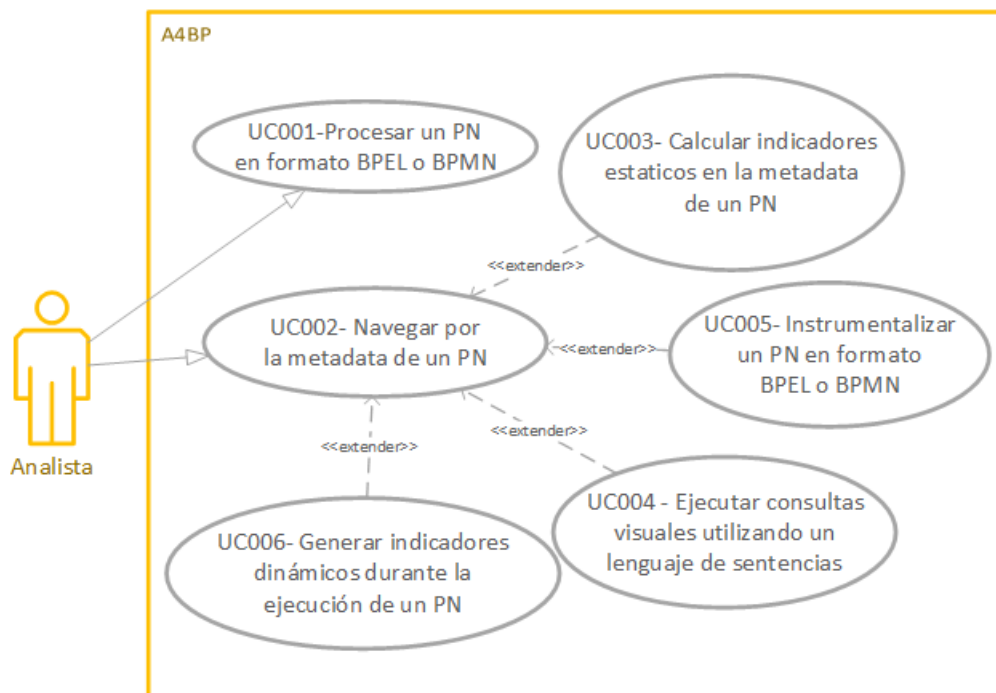 A4BP
UC001-Procesar un PN
en formato BPEL o BPMN
UC003- Calcular indicadores
estaticos en la metadata
de un PN
<<extender>>
UC002- Navegar por
la metadata de un PN
<<extender>>
UC005- Instrumentalizar
un PN en formato
BPEL o BPMN
<<extender>>
<<extender>>
Analista
UC006- Generar indicadores
dinámicos durante la
ejecución de un PN
UC004 - Ejecutar consultas
visuales utilizando un
lenguaje de sentencias